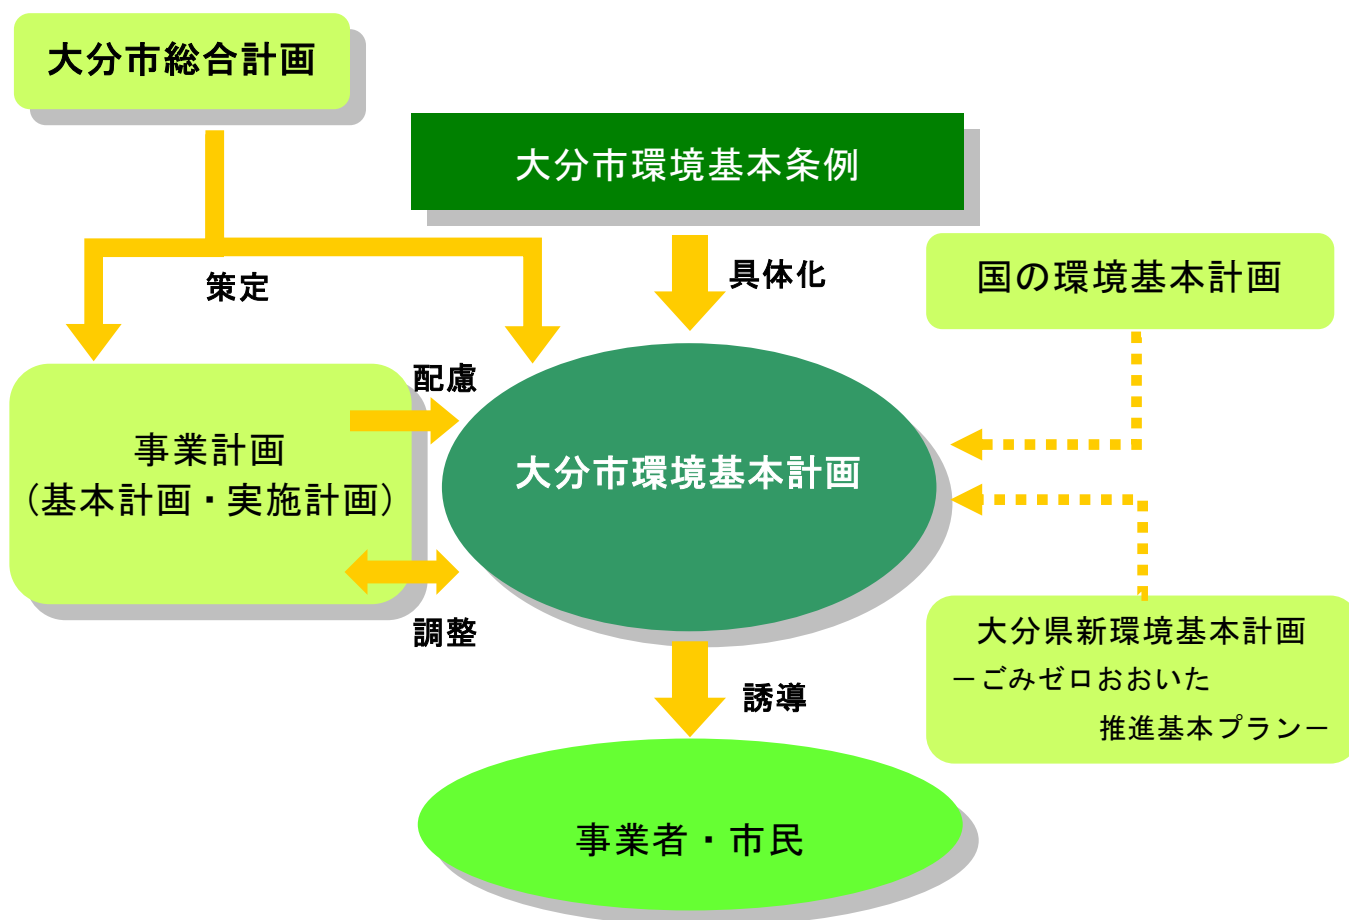 大分市総合計画
大分市環境基本条例
策定
具体化
国の環境基本計画
配慮
事業計画
（基本計画・実施計画）
大分市環境基本計画
調整
大分県新環境基本計画
－ごみゼロおおいた
推進基本プラン－
誘導
事業者・市民